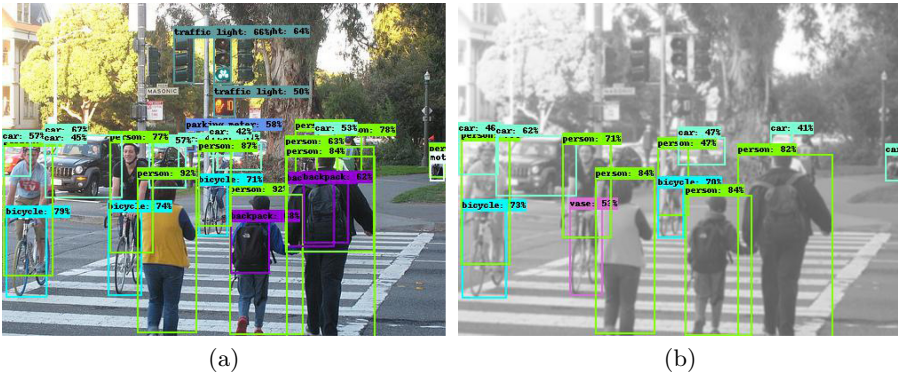 traffic light: 66%
ht: 64%
MASONIC
traffic light: 50%
parking meter: 58%
car: 67%
car: 57%
45%
person: 77%
57%
car: 42%
person: 87%
car: 53%
person: 63%
person: 84%
78%
person: 92%
bicycle: 71%
person: 92%
backpack: 62%
bicycle: 79%
bicycle: 74%
backpack:
(a)
car: 46
car: 62%
person: 71%
car: 47%
person: 47%
car: 41%
person: 82%
person: 84%
bicycle: 70%
person: 84%
bicycle: 73%
vase: 53%
car
(b)